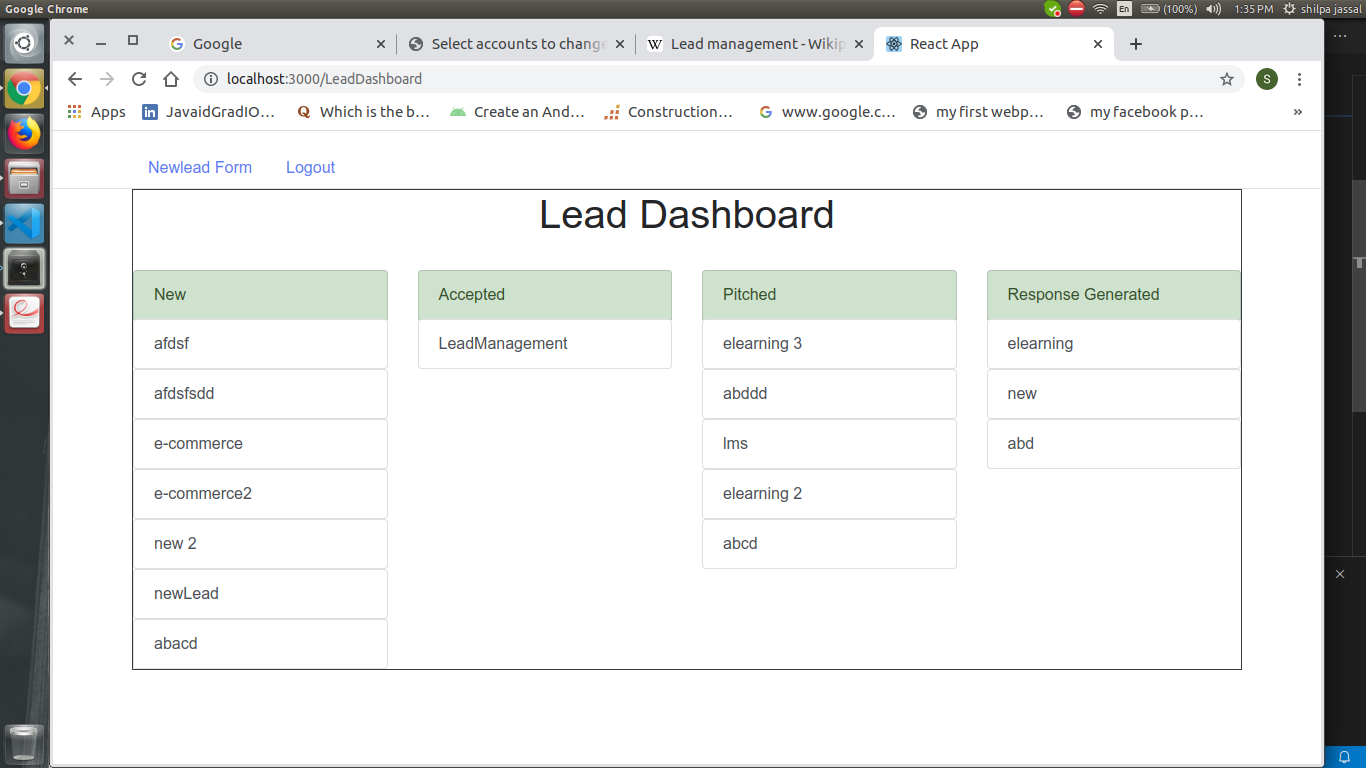 Google Chrome
En
(100%)
1:35 PM
shilpa jassal
Google
Select accounts to change
Lead management - Wikip
React App
localhost:3000/LeadDashboard
S
Apps
JavaidGradIO...
Which is the b...
Create an And...
Construction...
www.google.c...
my first webp...
my facebook p...
»
Newlead Form
Logout
Lead Dashboard
New
Accepted
Pitched
Response Generated
afdsf
LeadManagement
elearning 3
elearning
afdsfsdd
abddd
new
e-commerce
lms
abd
e-commerce2
elearning 2
new 2
abcd
newLead
abacd